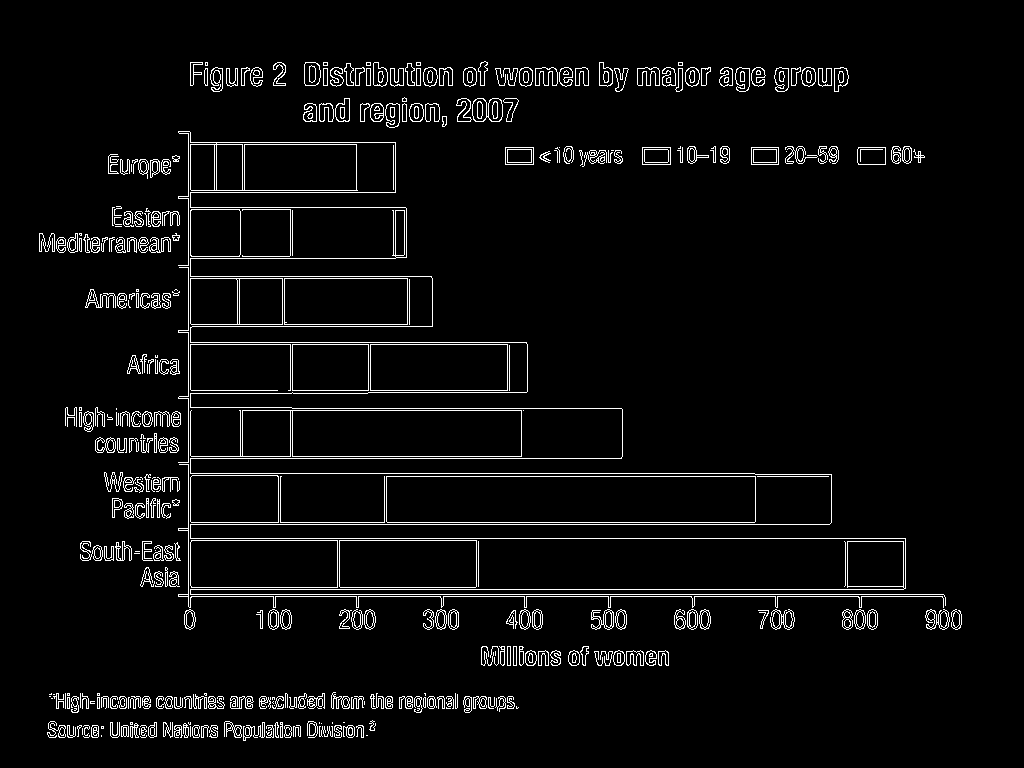 Figure 2 Distribution of women by major age group
and region, 2007
<10 years 10–19 20–59 60+
Europe*
Eastern
Mediterranean*
Americas*
Africa
High-income
countries
Western
Pacific*
South-East
Asia
0 100 200 300 400 500 600 700 800 900
Millions of women
*High-income countries are excluded from the regional groups.
Source: United Nations Population Division.2